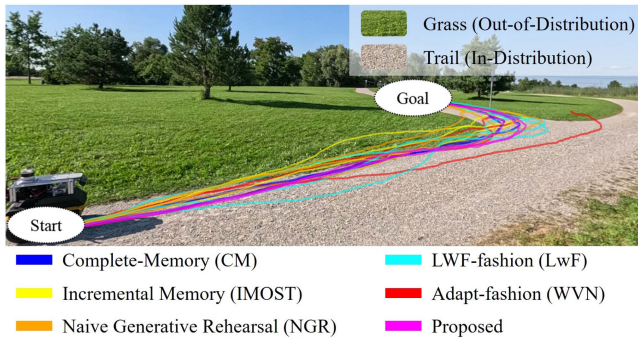 Grass (Out-of-Distribution)
Trail (In-Distribution)
Goal
Start
Complete-Memory (CM)
LWF-fashion (LwF)
Incremental Memory (IMOST)
Adapt-fashion (WVN)
Naive Generative Rehearsal (NGR)
Proposed